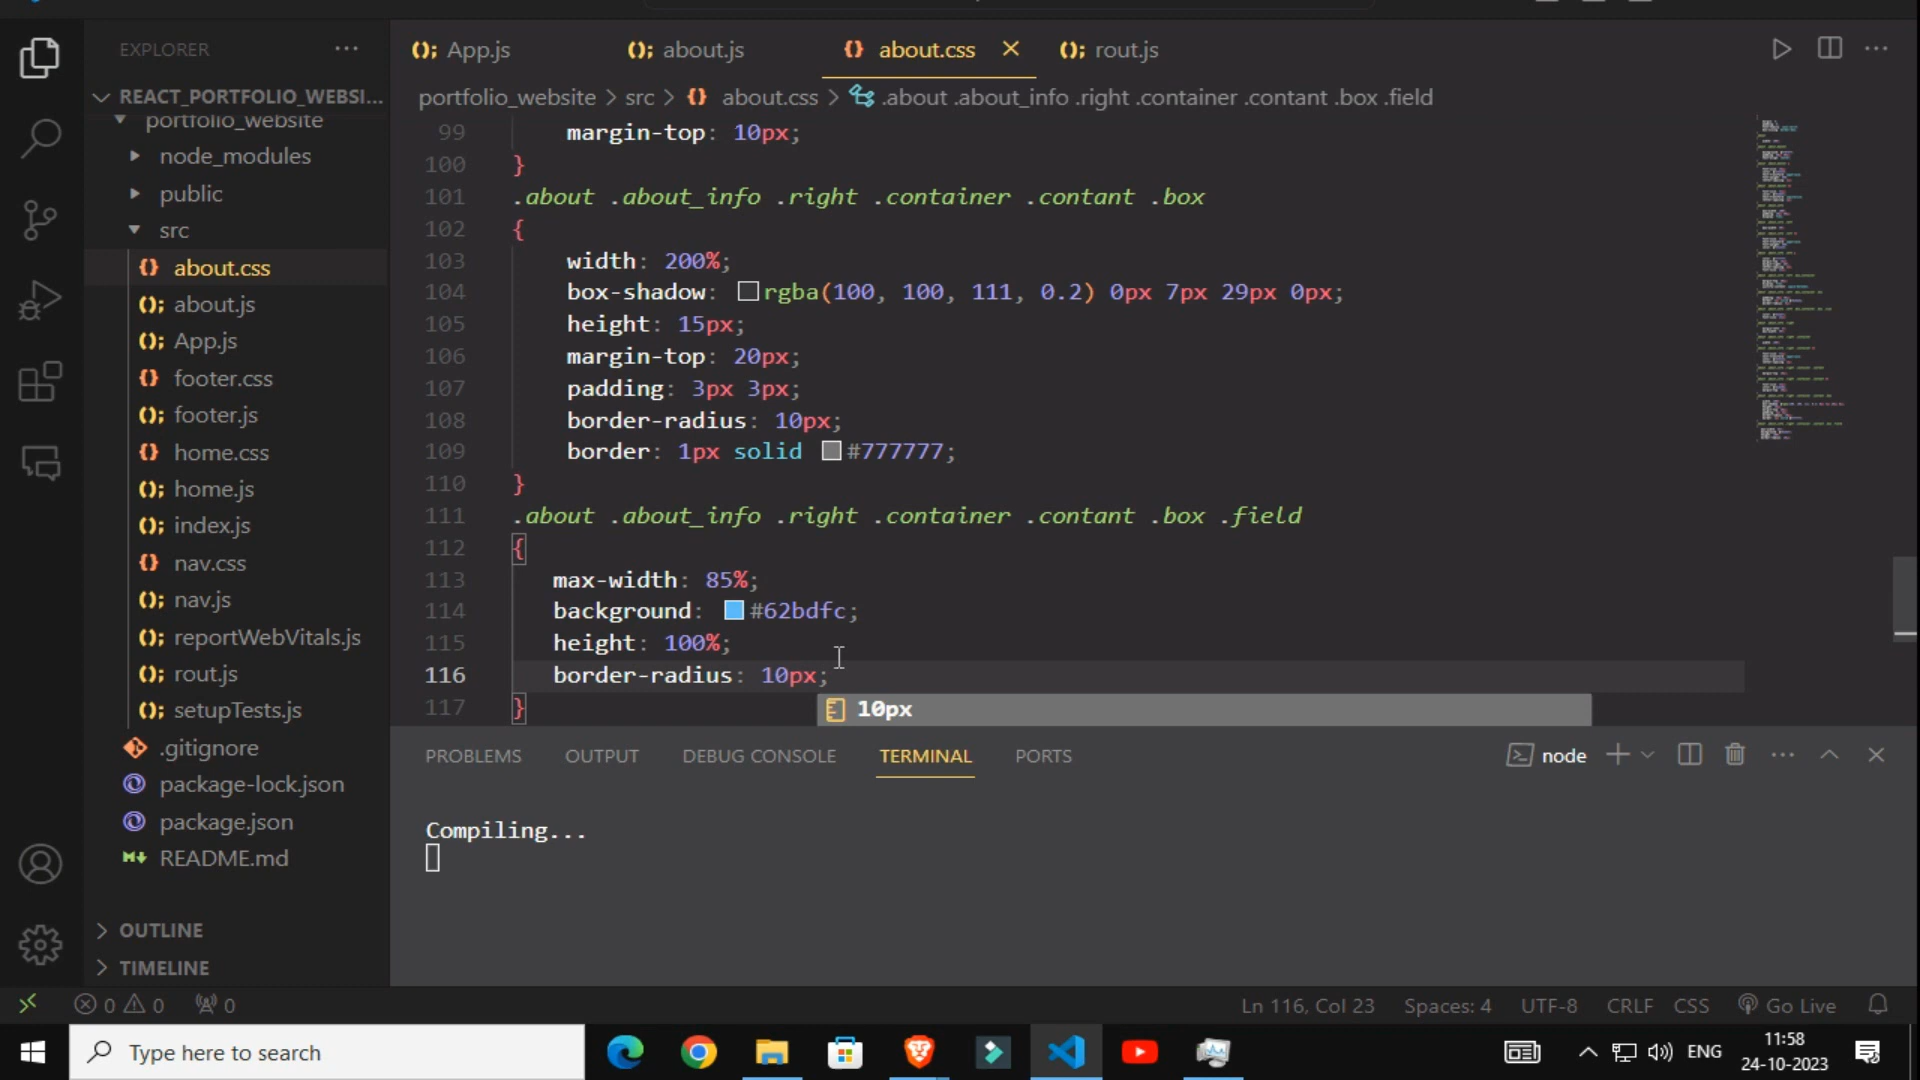 EXPLORER
REACT_PORTFOLIO_WEBSI...
portfolio_website
node_modules
public
src
about.css
about.js
App.js
footer.css
footer.js
home.css
home.js
index.js
nav.css
nav.js
reportWebVitals.js
rout.js
setupTests.js
.gitignore
package-lock.json
package.json
README.md
OUTLINE
TIMELINE
App.js about.js about.css rout.js
portfolio_website > src > about.css > .about .about_info .right .container .contant .box .field
99 margin-top: 10px;
100 }
101 .about .about_info .right .container .contant .box
102 {
103 width: 200%;
104 box-shadow: rgba(100, 100, 111, 0.2) 0px 7px 29px 0px;
105 height: 15px;
106 margin-top: 20px;
107 padding: 3px 3px;
108 border-radius: 10px;
109 border: 1px solid #777777;
110 }
111 .about .about_info .right .container .contant .box .field
112 {
113 max-width: 85%;
114 background: #62bdfc;
115 height: 100%;
116 border-radius: 10px;
117 }
10px
PROBLEMS OUTPUT DEBUG CONSOLE TERMINAL PORTS node
Compiling...
0 0 0 Ln 116, Col 23 Spaces: 4 UTF-8 CRLF CSS Go Live
Type here to search
ENG
11:58
24-10-2023